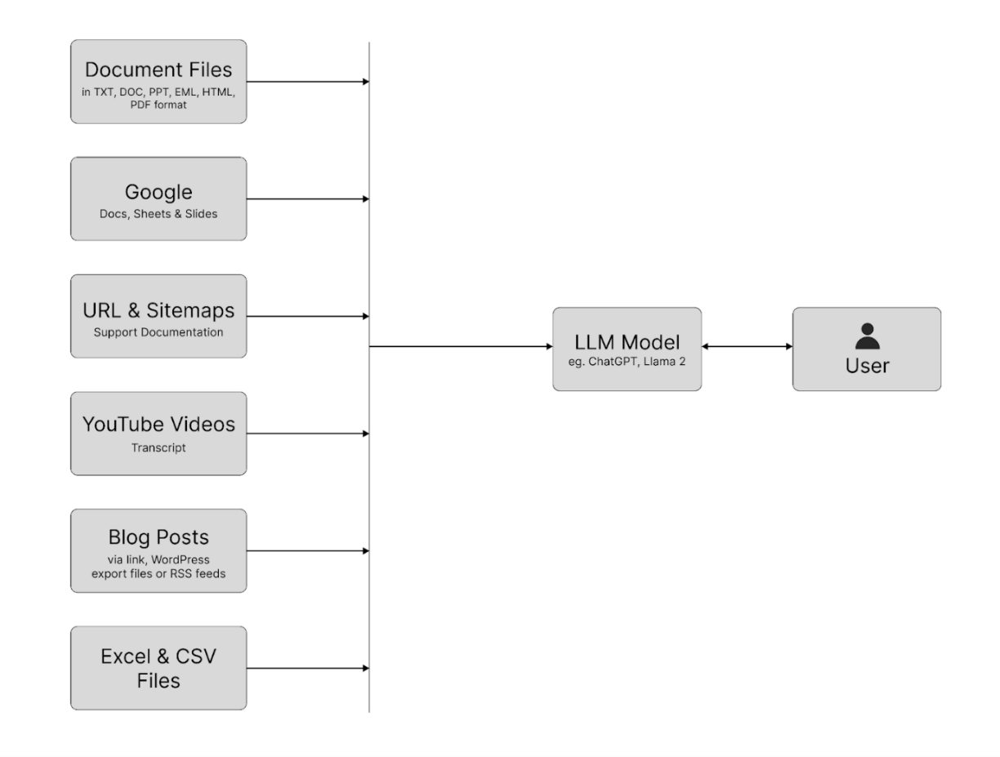 Document Files
in TXT, DOC, PPT, EML, HTML,
PDF format
Google
Docs, Sheets & Slides
URL & Sitemaps
Support Documentation
YouTube Videos
Transcript
Blog Posts
via link, WordPress
export files or RSS feeds
Excel & CSV
Files
LLM Model
eg. ChatGPT, Llama 2
User